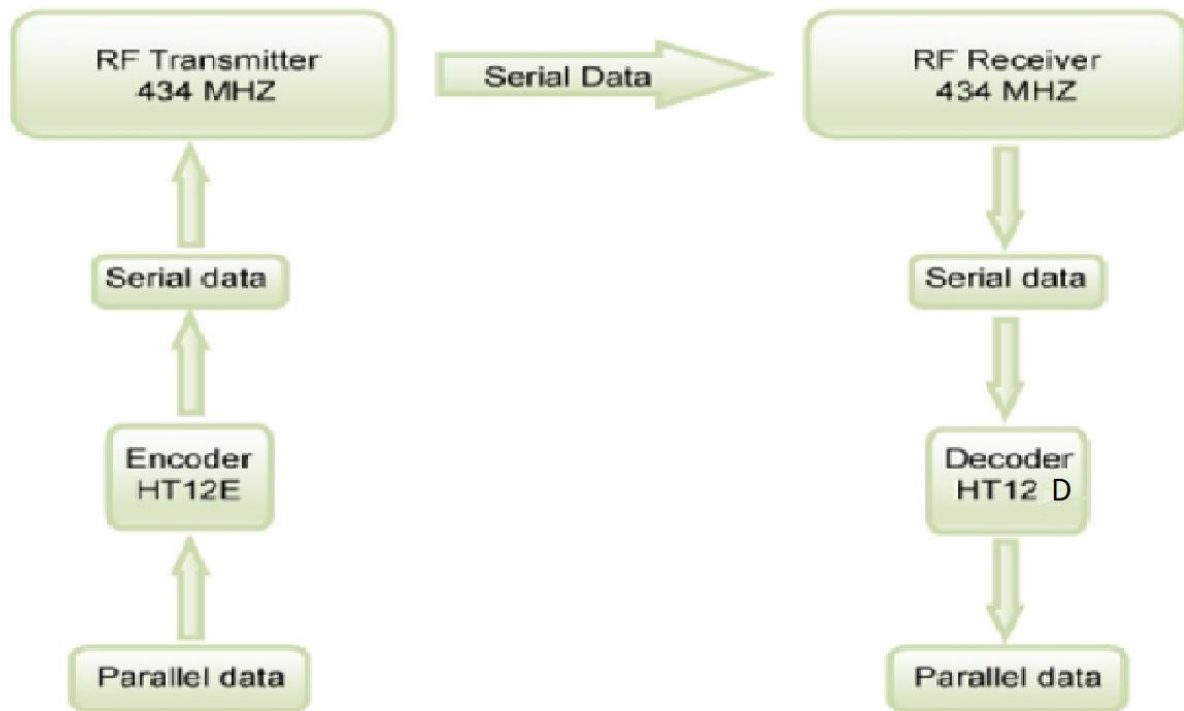 RF Transmitter
434 MHZ
Serial Data
RF Receiver
434 MHZ
Serial data
Serial data
Encoder
HT12E
Decoder
HT12 D
Parallel data
Parallel data